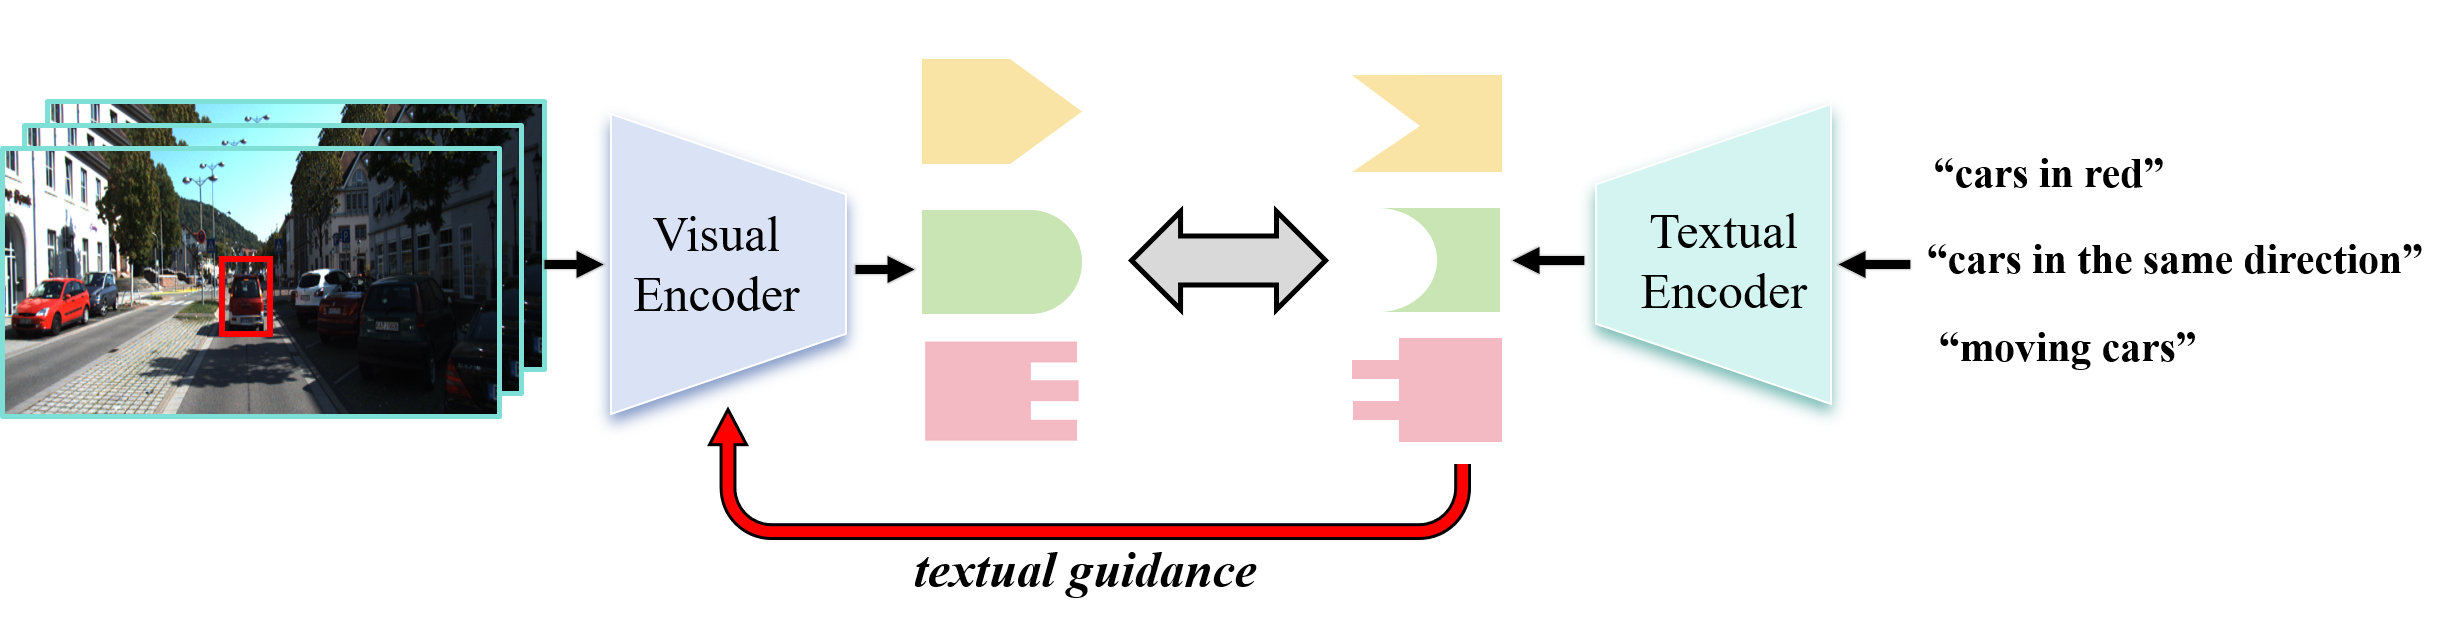 Visual
Encoder
Textual
Encoder
“cars in red”
“cars in the same direction”
“moving cars”
textual guidance